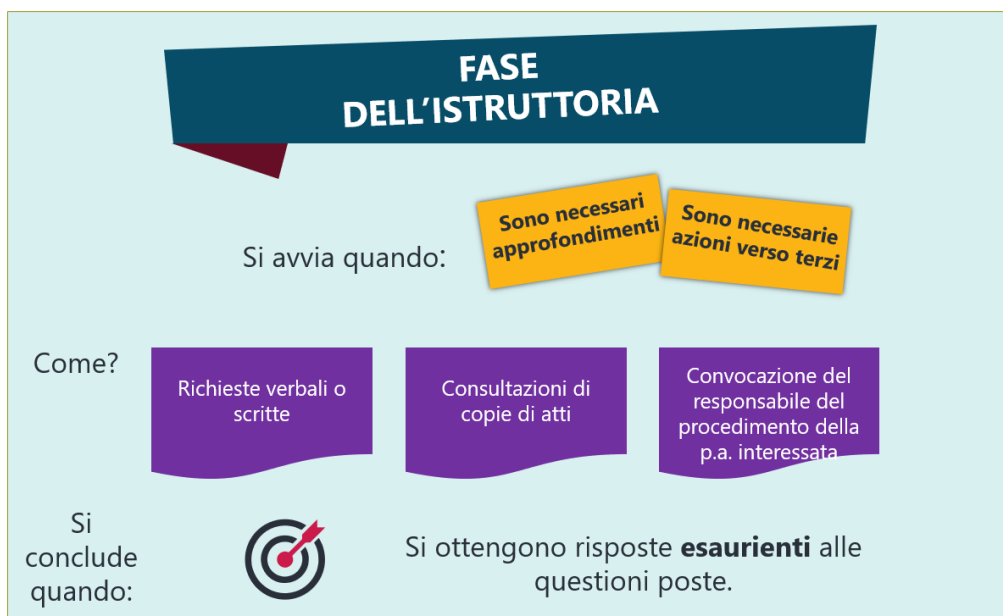 FASE
DELL'ISTRUTTORIA
Si avvia quando:
Sono necessari
approfondimenti
Sono necessarie
azioni verso terzi
Come?
Richieste verbali o
scritte
Consultazioni di
copie di atti
Convocazione del
responsabile del
procedimento della
p.a. interessata
Si
conclude
quando:
Si ottengono risposte esaurienti alle
questioni poste.